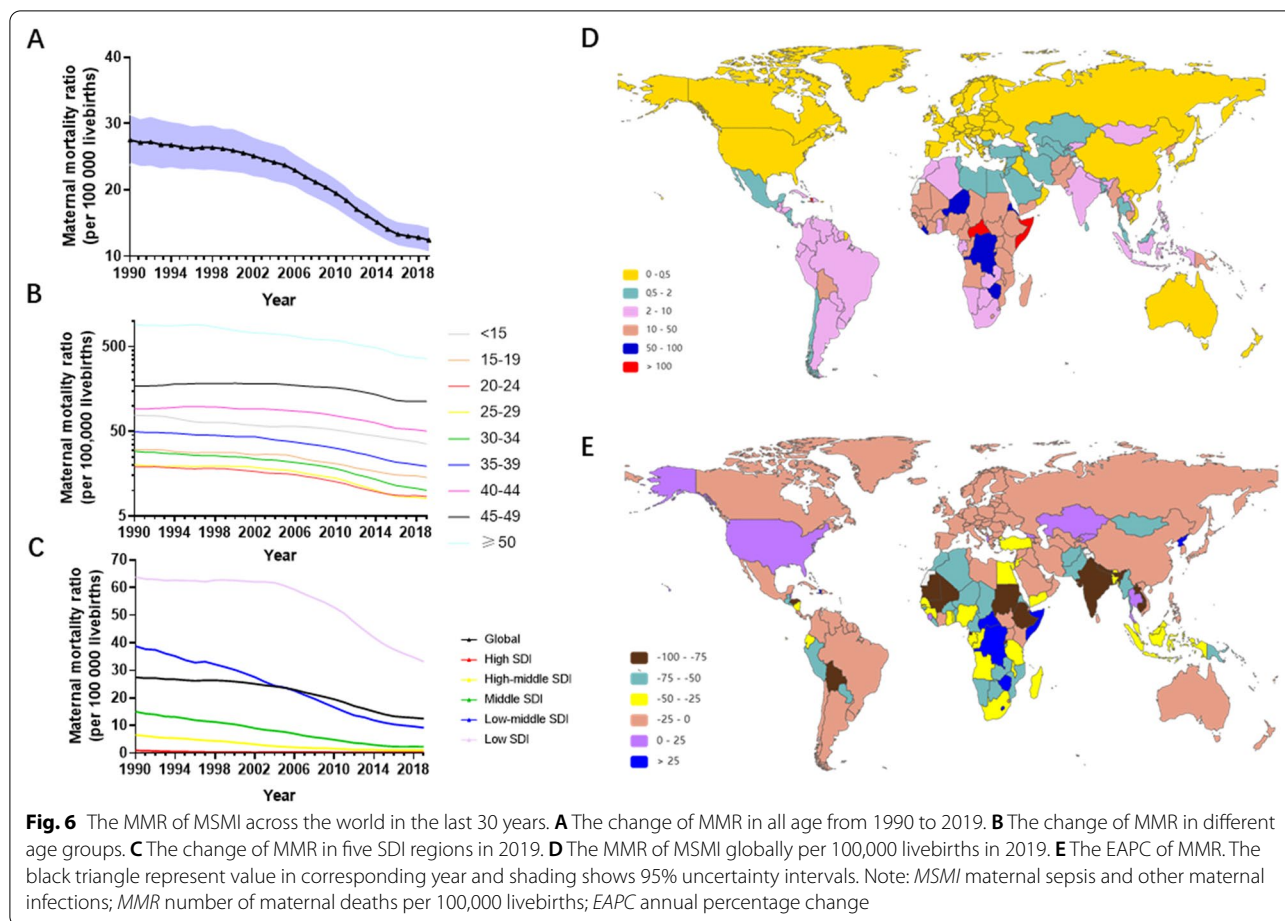 A
Maternal mortality ratio
(per 100 000 livebirths)
40
30
20
10
1990 1994 1998 2002 2006 2010 2014 2018
Year
B
Maternal motality ratio
(per 100,000 livebirths)
500
50
5
1990 1994 1998 2002 2006 2010 2014 2018
Year
<15
15-19
20-24
25-29
30-34
35-39
40-44
45-49
⩾50
C
Maternal mortality ratio
(per 100 000 livebirths)
70
60
50
40
30
20
10
0
1990 1994 1998 2002 2006 2010 2014 2018
Year
Global
High SDI
High-middle SDI
Middle SDI
Low-middle SDI
Low SDI
D
0 - 0.5
0.5 - 2
2 - 10
10 - 50
50 - 100
> 100
E
-100 - -75
-75 - -50
-50 - -25
-25 - 0
0 - 25
> 25
Fig. 6 The MMR of MSMI across the world in the last 30 years. A The change of MMR in all age from 1990 to 2019. B The change of MMR in different
age groups. C The change of MMR in five SDI regions in 2019. D The MMR of MSMI globally per 100,000 livebirths in 2019. E The EAPC of MMR. The
black triangle represent value in corresponding year and shading shows 95% uncertainty intervals. Note: MSMI maternal sepsis and other maternal
infections; MMR number of maternal deaths per 100,000 livebirths; EAPC annual percentage change